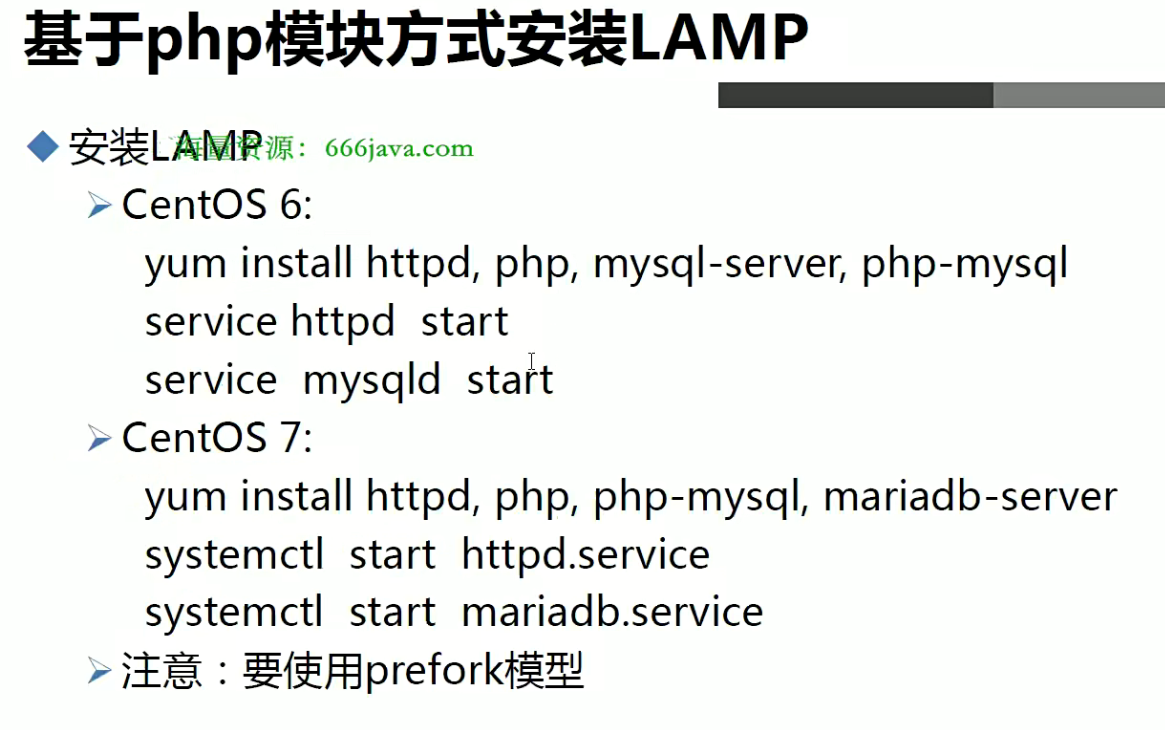 基于php模块方式安装LAMP
安装LAMP
海量资源：666java.com
CentOS 6:
yum install httpd, php, mysql-server, php-mysql
service httpd start
service mysqld start
CentOS 7:
yum install httpd, php, php-mysql, mariadb-server
systemctl start httpd.service
systemctl start mariadb.service
注意：要使用prefork模型